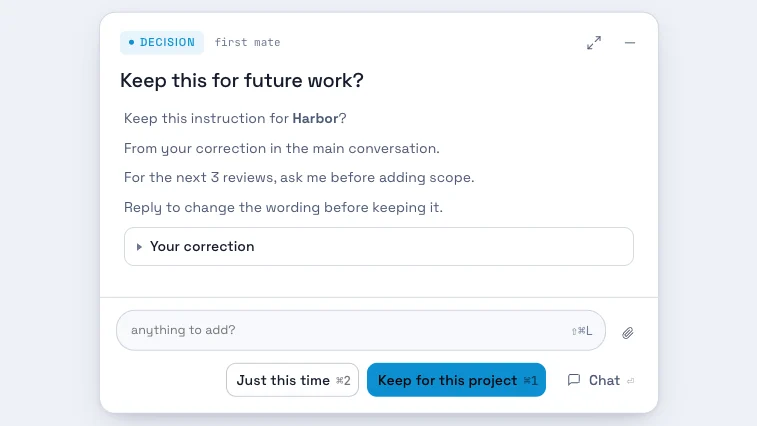 DECISION first mate
Keep this for future work?
Keep this instruction for Harbor?
From your correction in the main conversation.
For the next 3 reviews, ask me before adding scope.
Reply to change the wording before keeping it.
Your correction
anything to add? ⇧⌘L
Just this time ⌘2 Keep for this project ⌘1 Chat ⏎